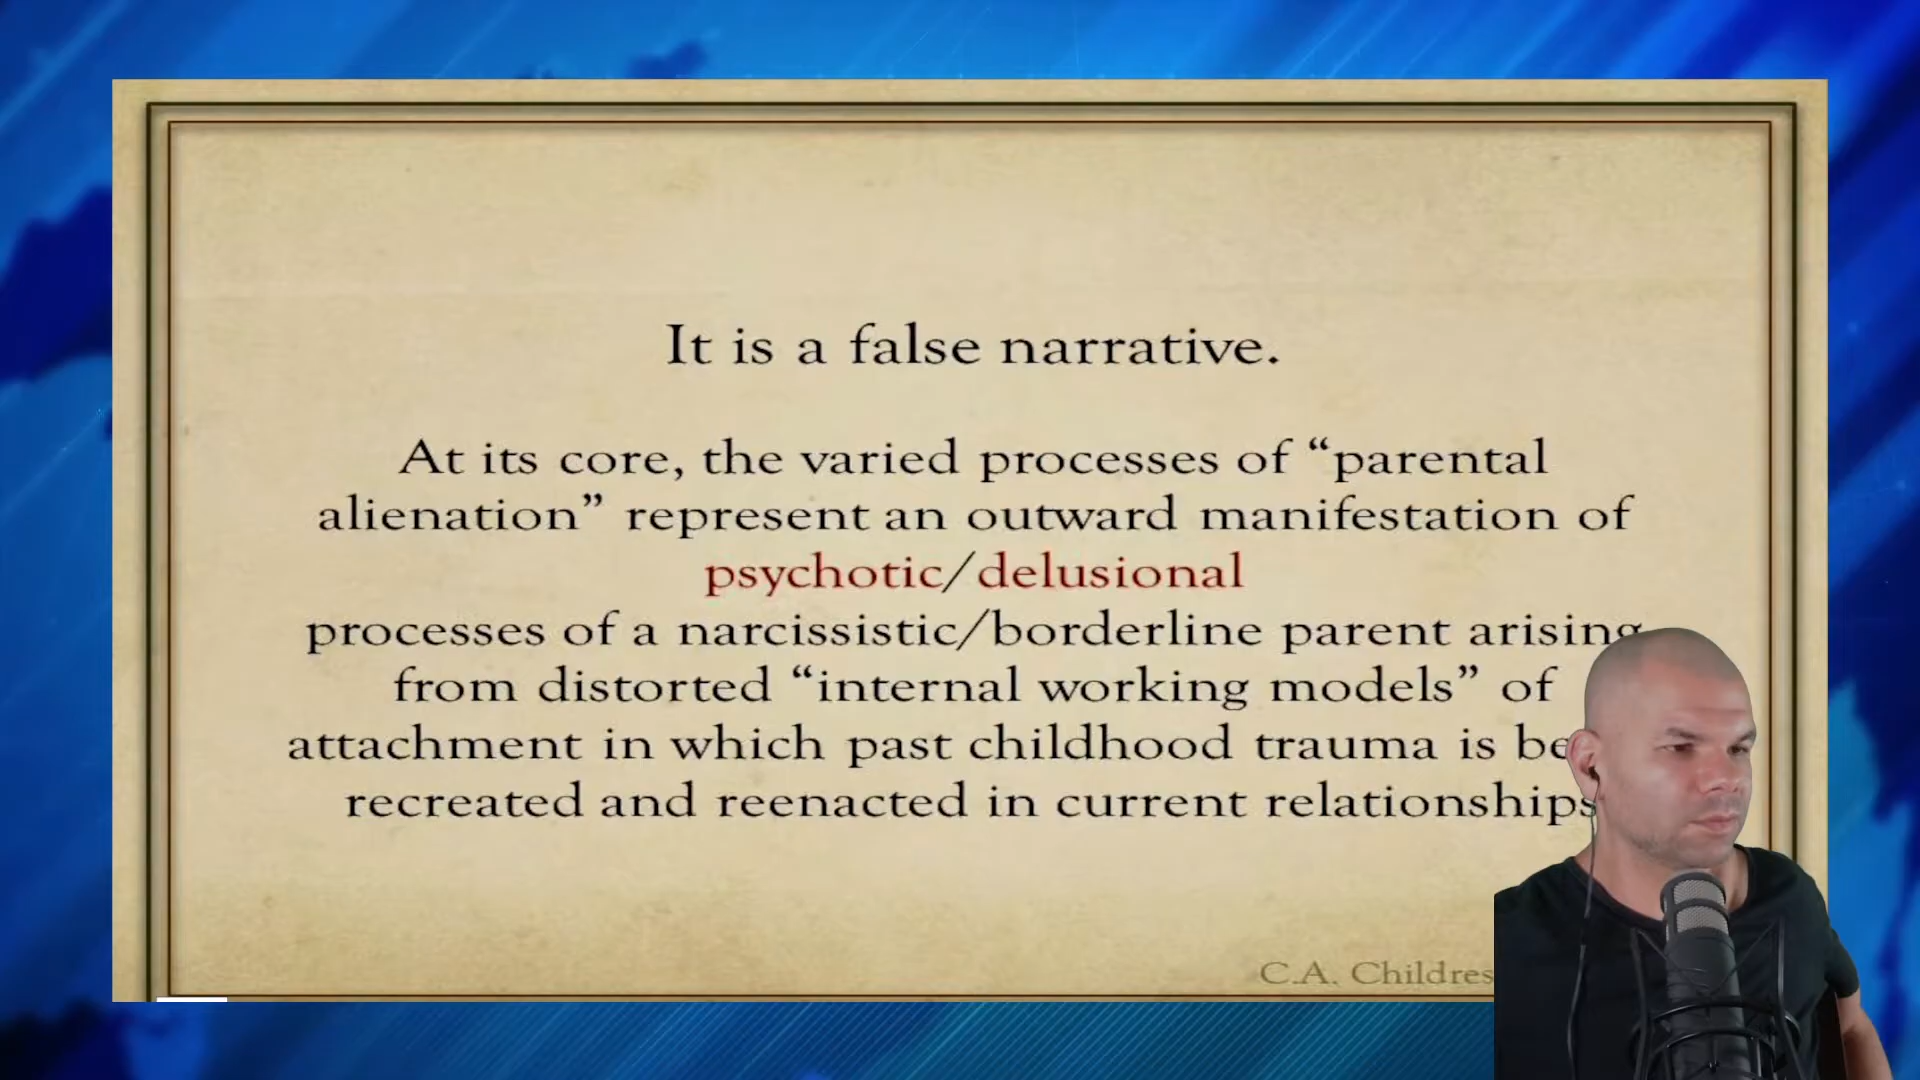 It is a false narrative.
At its core, the varied processes of “parental
alienation” represent an outward manifestation of
psychotic/delusional
processes of a narcissistic/borderline parent arising
from distorted “internal working models” of
attachment in which past childhood trauma is
recreated and reenacted in current relationships
C.A.